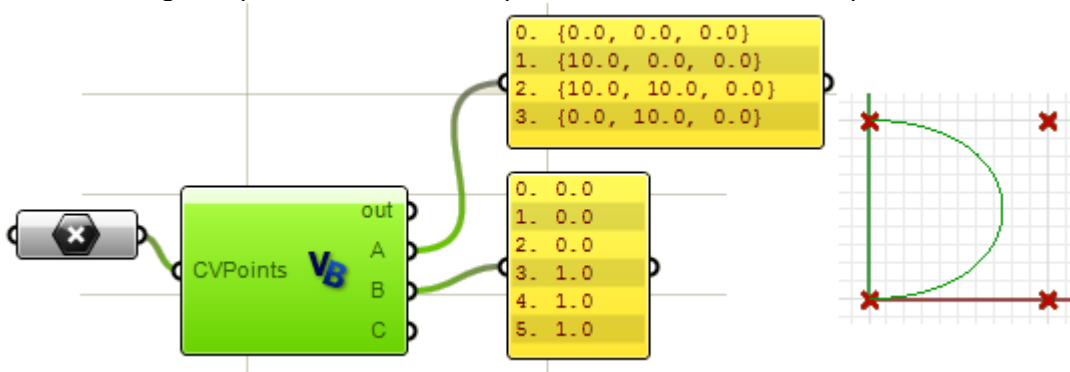 0. {0.0, 0.0, 0.0}
1. {10.0, 0.0, 0.0}
2. {10.0, 10.0, 0.0}
3. {0.0, 10.0, 0.0}
CVPoints
VB
out
A
B
C
0. 0.0
1. 0.0
2. 0.0
3. 1.0
4. 1.0
5. 1.0